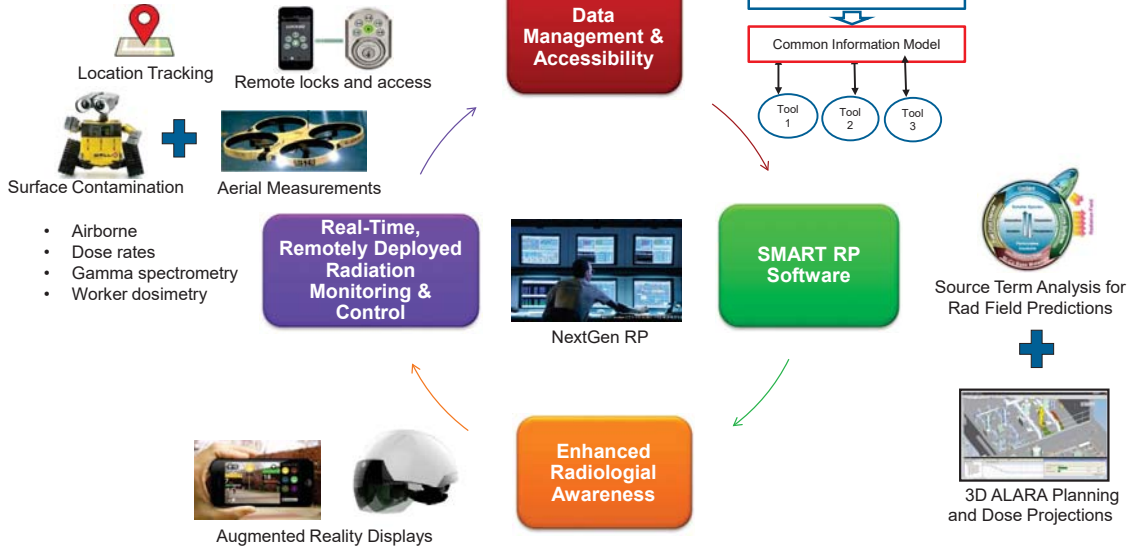 Data
Management &
Accessibility
Common Information Model
Tool
1
Tool
2
Tool
3
Location Tracking
Remote locks and access
Surface Contamination
Aerial Measurements
• Airborne
• Dose rates
• Gamma spectrometry
• Worker dosimetry
Real-Time,
Remotely Deployed
Radiation
Monitoring &
Control
NextGen RP
SMART RP
Software
Source Term Analysis for
Rad Field Predictions
Enhanced
Radiologial
Awareness
Augmented Reality Displays
3D ALARA Planning
and Dose Projections